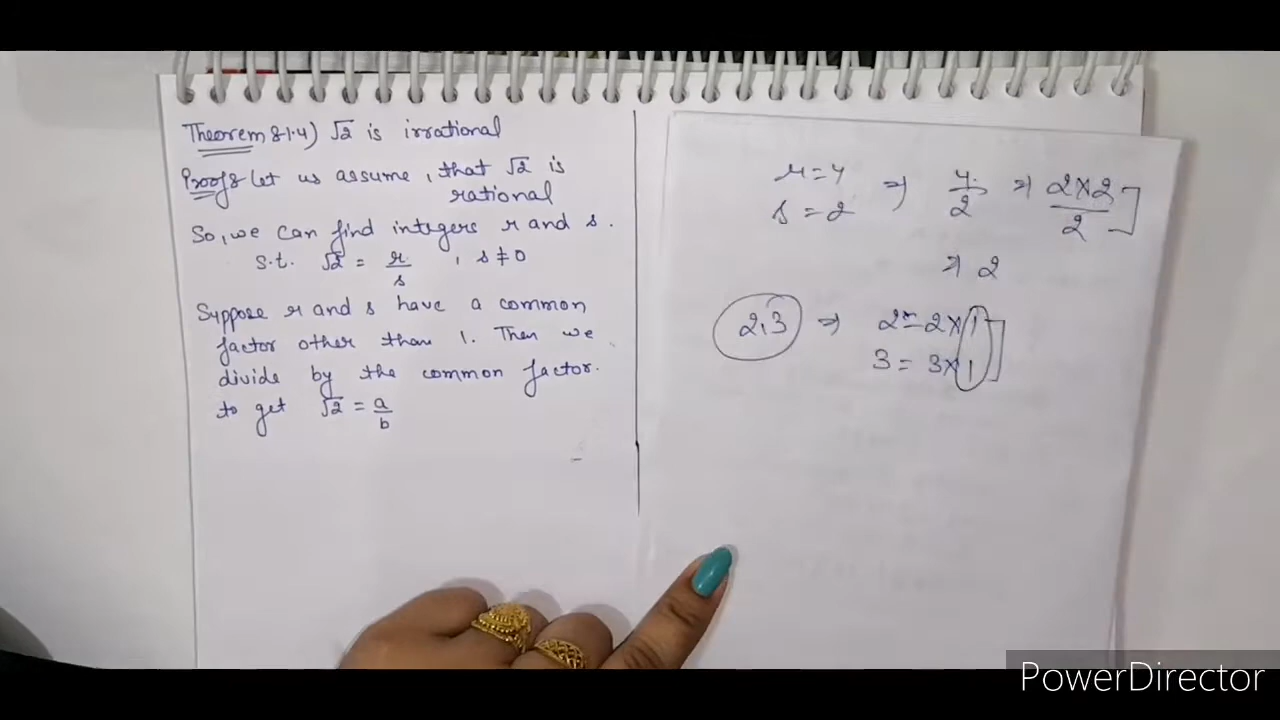 Theorem 8 1.4) √2 is irrational
Proof: Let us assume, that √2 is
rational
So, we can find integers r and s.
s.t. √2 = r/s , s ≠ 0
Suppose r and s have a common
factor other than 1. Then we
divide by the common factor.
to get √2 = a/b
r = 4
s = 2
⇒ 4/2 ⇒ 2×2/2 ]
⇒ 2
2,3 ⇒ 2 = 2×1
3 = 3×1 ]
PowerDirector